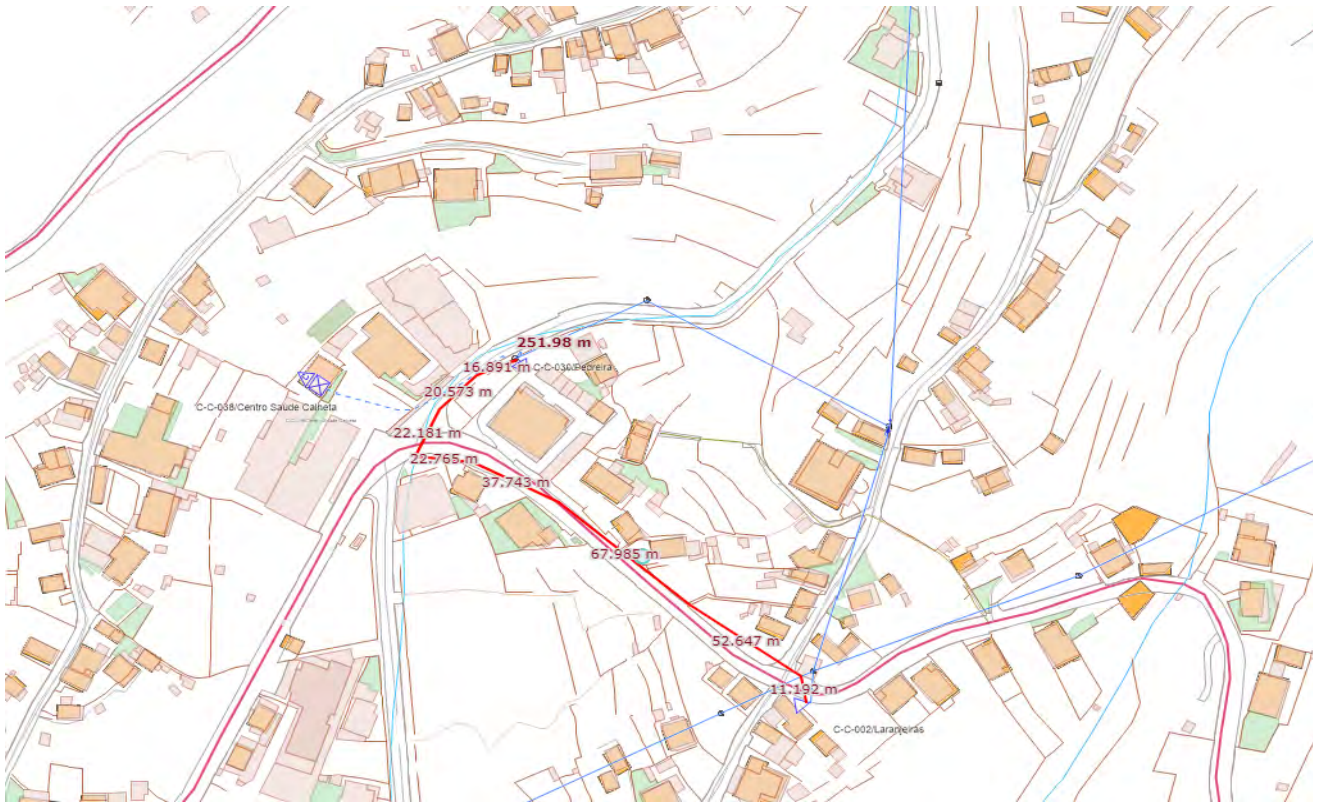 251.98 m
16.891 m
C-C-030/Pedreira
20.573 m
C-C-038/Centro Saude Calheta
22.181 m
22.765 m
37.743 m
67.985 m
52.647 m
11.192 m
C-C-002/Laranjeiras